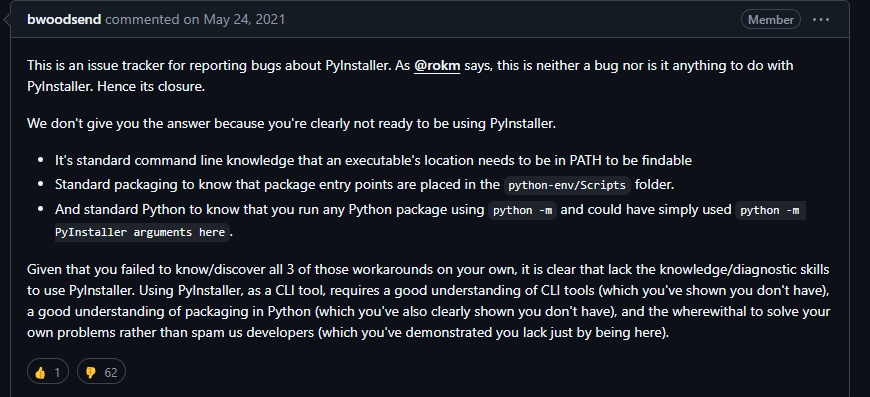 bwoodsend commented on May 24, 2021 Member ...
This is an issue tracker for reporting bugs about PyInstaller. As @rokm says, this is neither a bug nor is it anything to do with
PyInstaller. Hence its closure.
We don't give you the answer because you're clearly not ready to be using PyInstaller.
• It's standard command line knowledge that an executable's location needs to be in PATH to be findable
• Standard packaging to know that package entry points are placed in the python-env/Scripts folder.
• And standard Python to know that you run any Python package using python -m and could have simply used python -m
PyInstaller arguments here.
Given that you failed to know/discover all 3 of those workarounds on your own, it is clear that lack the knowledge/diagnostic skills
to use PyInstaller. Using PyInstaller, as a CLI tool, requires a good understanding of CLI tools (which you've shown you don't have),
a good understanding of packaging in Python (which you've also clearly shown you don't have), and the wherewithal to solve your
own problems rather than spam us developers (which you've demonstrated you lack just by being here).
👍 1 👎 62